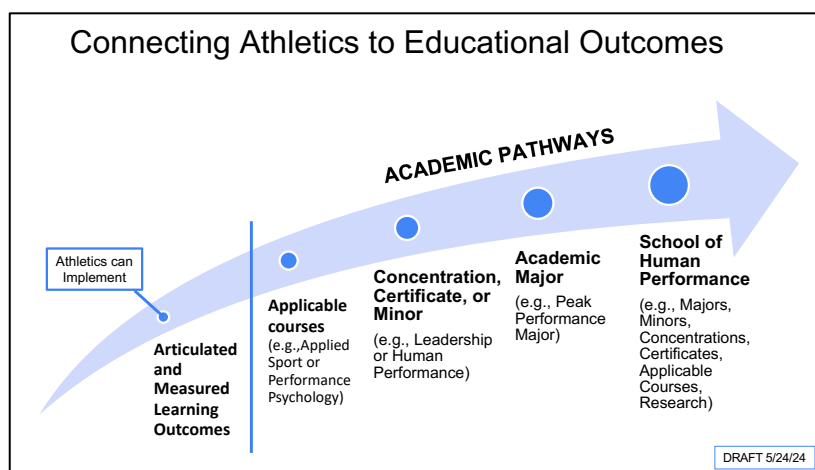 Connecting Athletics to Educational Outcomes
ACADEMIC PATHWAYS
Athletics can
Implement
Articulated
and
Measured
Learning
Outcomes
Applicable
courses
(e.g.,Applied
Sport or
Performance
Psychology)
Concentration,
Certificate, or
Minor
(e.g., Leadership
or Human
Performance)
Academic
Major
(e.g., Peak
Performance
Major)
School of
Human
Performance
(e.g., Majors,
Minors,
Concentrations,
Certificates,
Applicable
Courses,
Research)
DRAFT 5/24/24